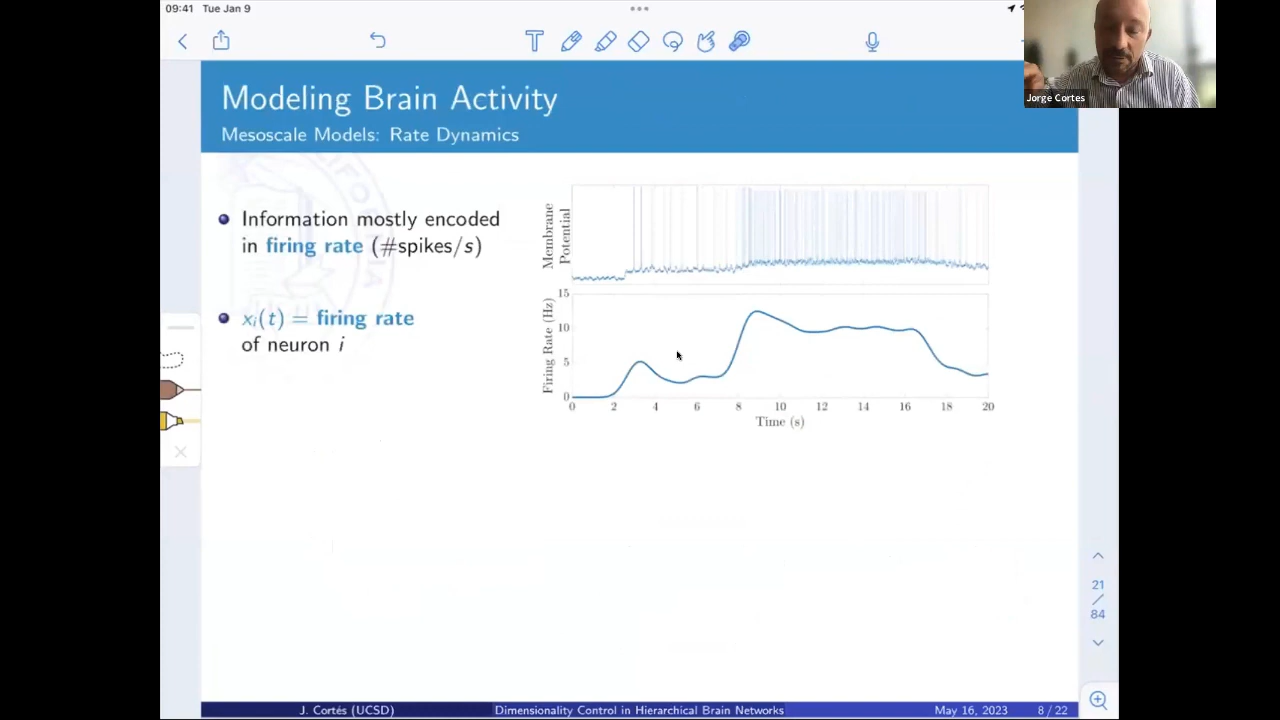 09:41 Tue Jan 9
Jorge Cortes
Modeling Brain Activity
Mesoscale Models: Rate Dynamics
Information mostly encoded
in firing rate (#spikes/s)
xᵢ(t) = firing rate
of neuron i
Membrane
Potential
Firing Rate (Hz)
15
10
5
0
0 2 4 6 8 10 12 14 16 18 20
Time (s)
21
/
84
J. Cortés (UCSD) Dimensionality Control in Hierarchical Brain Networks May 16, 2023 8 / 22